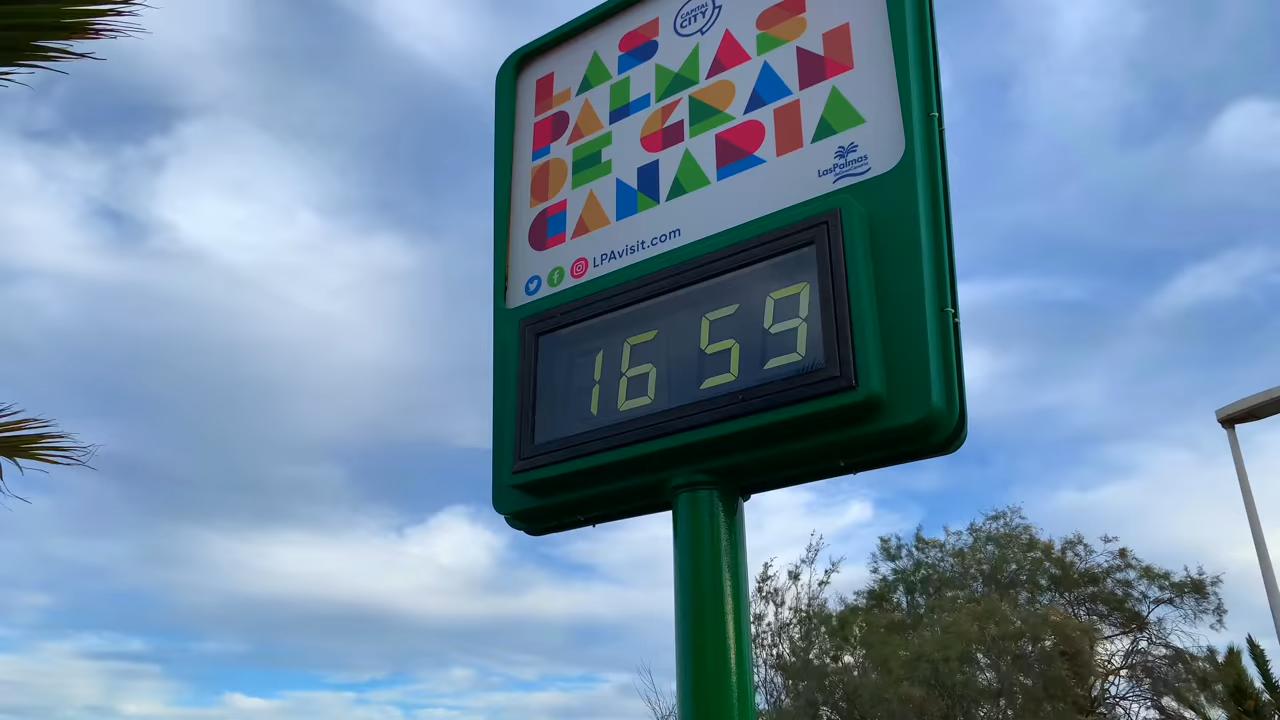 CAPITAL
CITY
LAS
PALMAS
DE GRAN
CANARIA
LasPalmas
LPAvisit.com
16 59